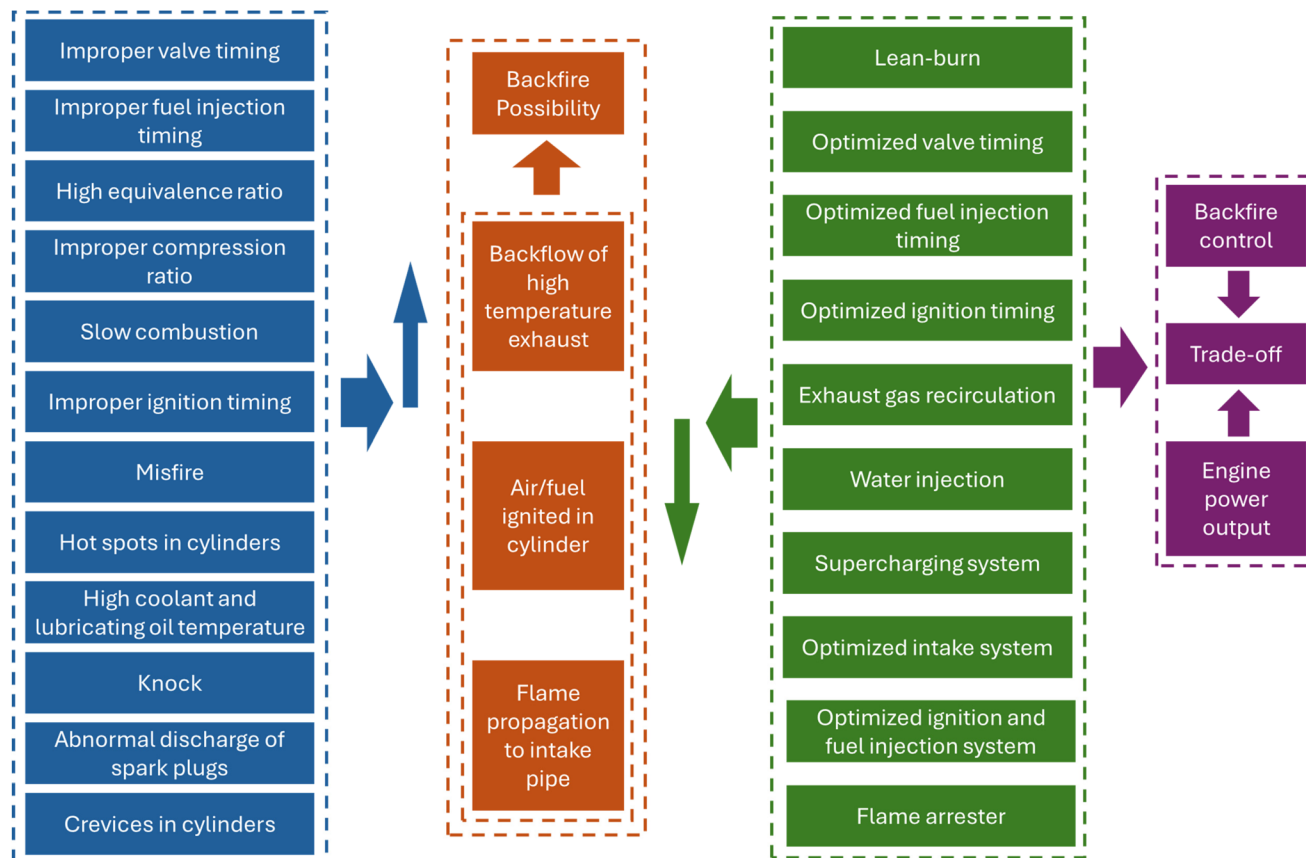 Improper valve timing
Improper fuel injection
timing
High equivalence ratio
Improper compression
ratio
Slow combustion
Improper ignition timing
Misfire
Hot spots in cylinders
High coolant and
lubricating oil temperature
Knock
Abnormal discharge of
spark plugs
Crevices in cylinders
Backfire
Possibility
Backflow of
high
temperature
exhaust
Air/fuel
ignited in
cylinder
Flame
propagation
to intake
pipe
Lean-burn
Optimized valve timing
Optimized fuel injection
timing
Optimized ignition timing
Exhaust gas recirculation
Water injection
Supercharging system
Optimized intake system
Optimized ignition and
fuel injection system
Flame arrester
Backfire
control
Trade-off
Engine
power
output